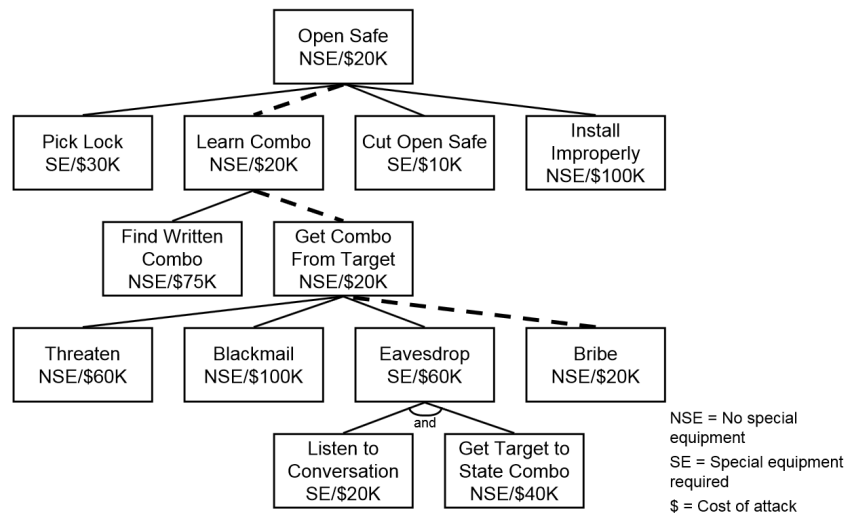 Open Safe
NSE/$20K
Pick Lock
SE/$30K
Learn Combo
NSE/$20K
Cut Open Safe
SE/$10K
Install
Improperly
NSE/$100K
Find Written
Combo
NSE/$75K
Get Combo
From Target
NSE/$20K
Threaten
NSE/$60K
Blackmail
NSE/$100K
Eavesdrop
SE/$60K
Bribe
NSE/$20K
and
Listen to
Conversation
SE/$20K
Get Target to
State Combo
NSE/$40K
NSE = No special
equipment
SE = Special equipment
required
$ = Cost of attack